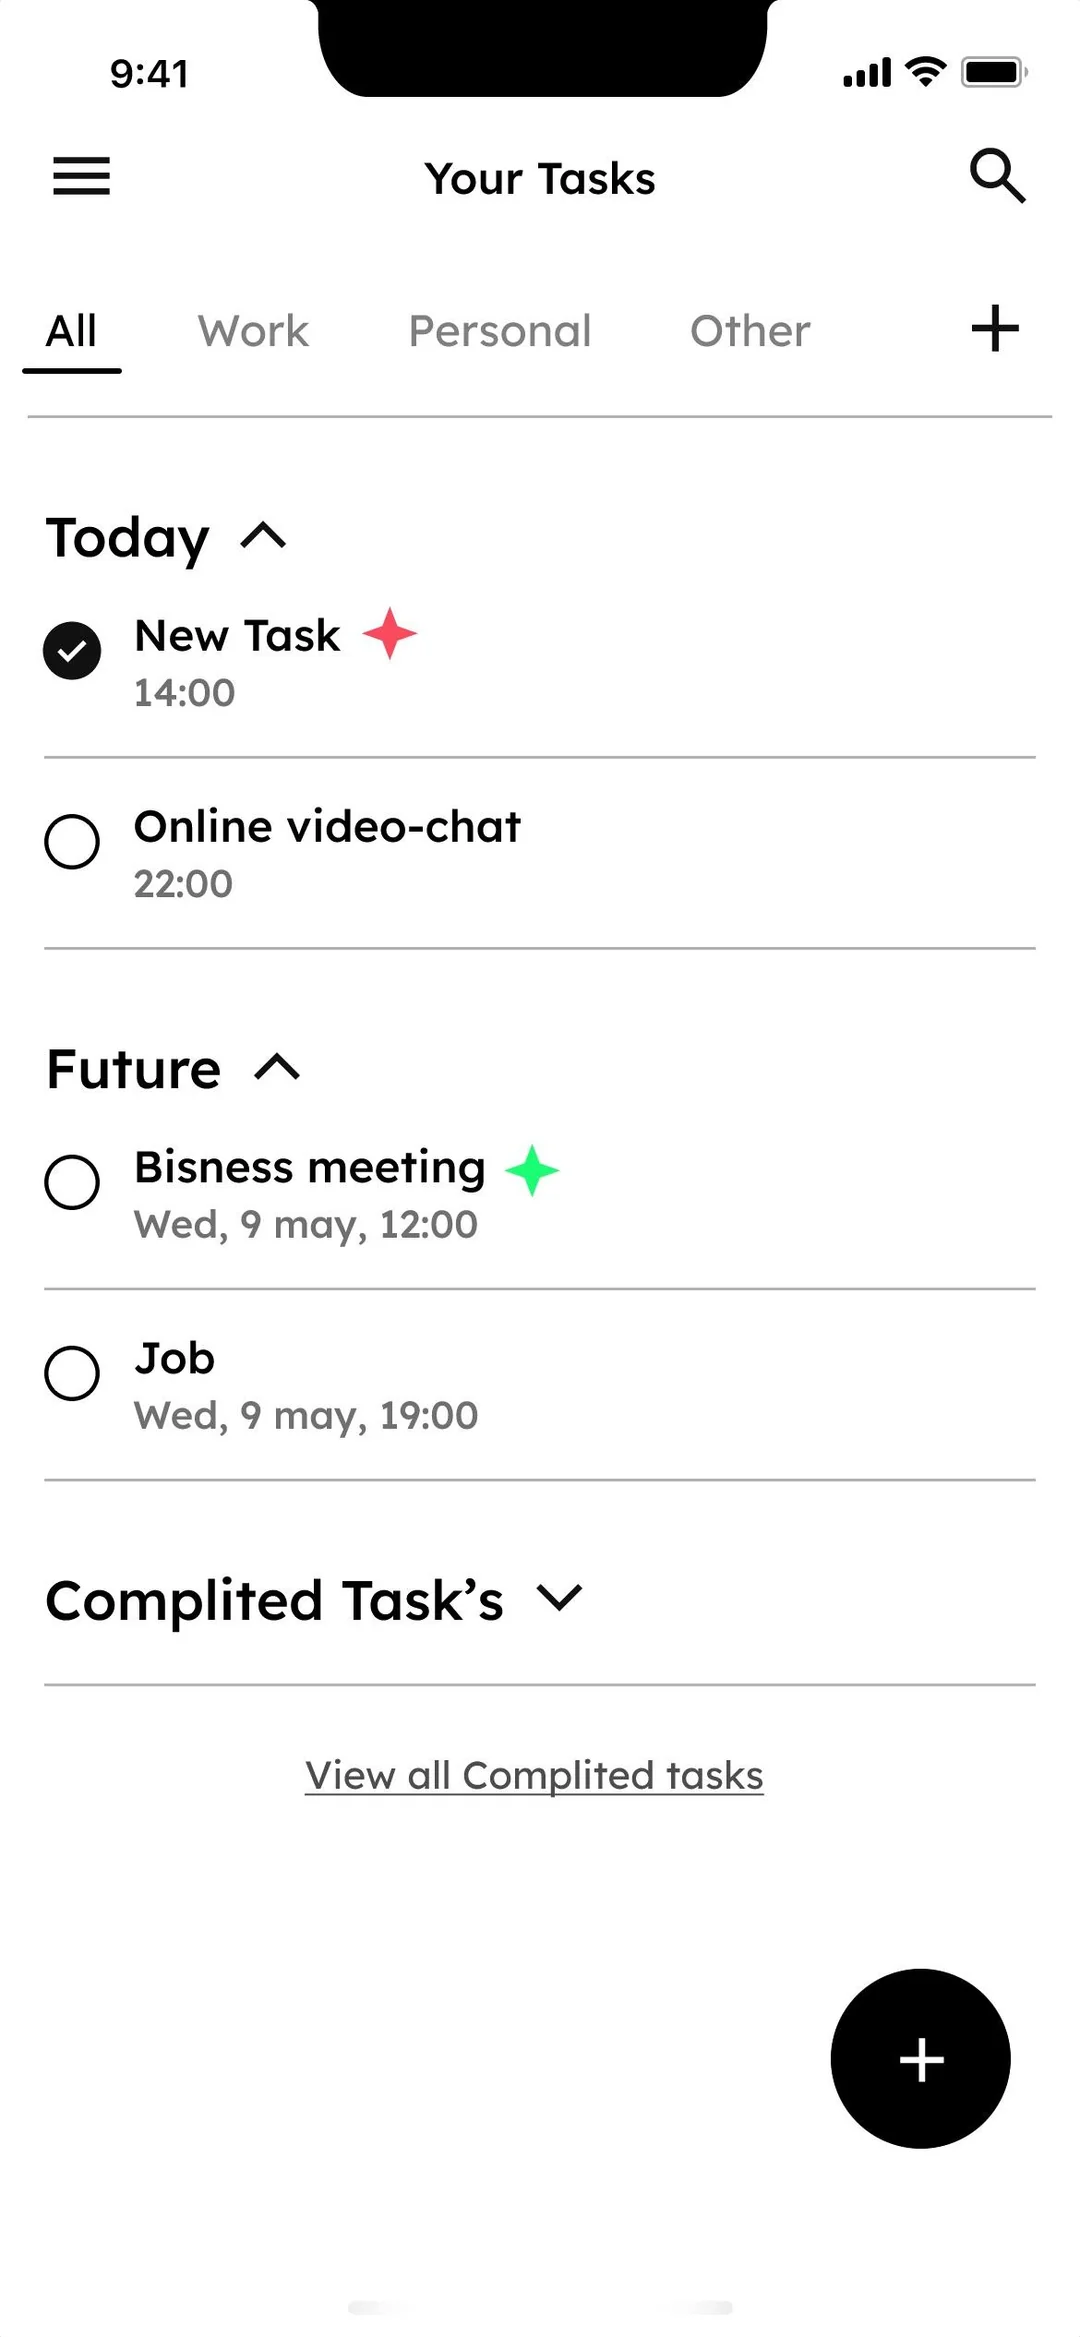 9:41
Your Tasks
All Work Personal Other
Today
New Task
14:00
Online video-chat
22:00
Future
Bisness meeting
Wed, 9 may, 12:00
Job
Wed, 9 may, 19:00
Complited Task’s
View all Complited tasks